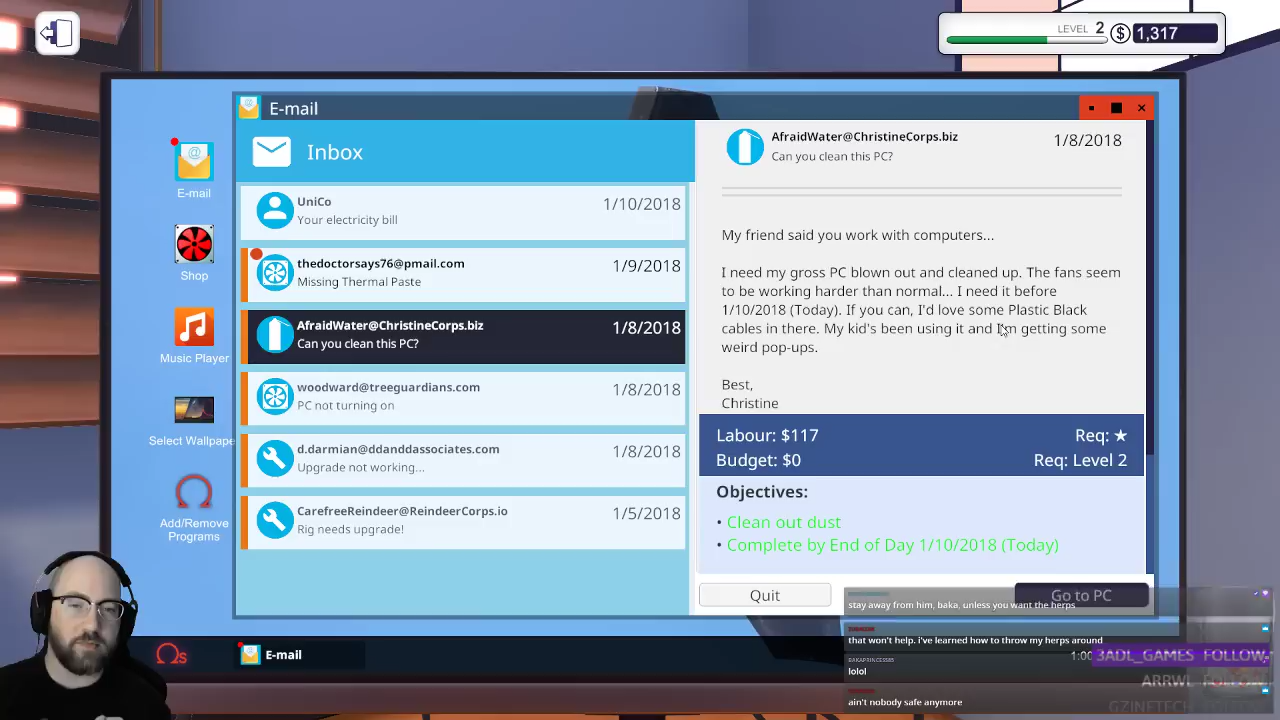 LEVEL 2
$ 1,317
E-mail
Inbox
UniCo
Your electricity bill
1/10/2018
thedoctorsays76@pmail.com
Missing Thermal Paste
1/9/2018
AfraidWater@ChristineCorps.biz
Can you clean this PC?
1/8/2018
woodward@treeguardians.com
PC not turning on
1/8/2018
d.darmian@ddanddassociates.com
Upgrade not working...
1/8/2018
CarefreeReindeer@ReindeerCorps.io
Rig needs upgrade!
1/5/2018
AfraidWater@ChristineCorps.biz
Can you clean this PC?
1/8/2018
My friend said you work with computers...
I need my gross PC blown out and cleaned up. The fans seem
to be working harder than normal... I need it before
1/10/2018 (Today). If you can, I'd love some Plastic Black
cables in there. My kid's been using it and I'm getting some
weird pop-ups.
Best,
Christine
Labour: $117
Req: ★
Budget: $0
Req: Level 2
Objectives:
• Clean out dust
• Complete by End of Day 1/10/2018 (Today)
Quit
Go to PC
E-mail
Shop
Music Player
Select Wallpape
Add/Remove
Programs
Ωs
E-mail
stay away from him, baka, unless you want the herps
that won't help. i've learned how to throw my herps around
lolol
ain't nobody safe anymore
1:00
3ADL_GAMES FOLLOW
ARRWL FOLLO